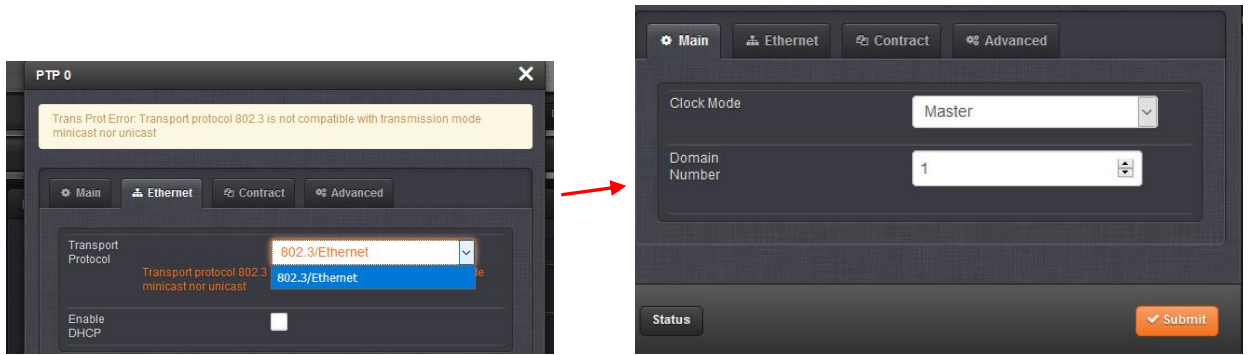 PTP 0
Trans Prot Error: Transport protocol 802.3 is not compatible with transmission mode
minicast nor unicast
Main
Ethernet
Contract
Advanced
Transport
Protocol
802.3/Ethernet
Transport protocol 802.3
802.3/Ethernet
minicast nor unicast
Enable
DHCP
Main
Ethernet
Contract
Advanced
Clock Mode
Master
Domain
Number
1
Status
Submit